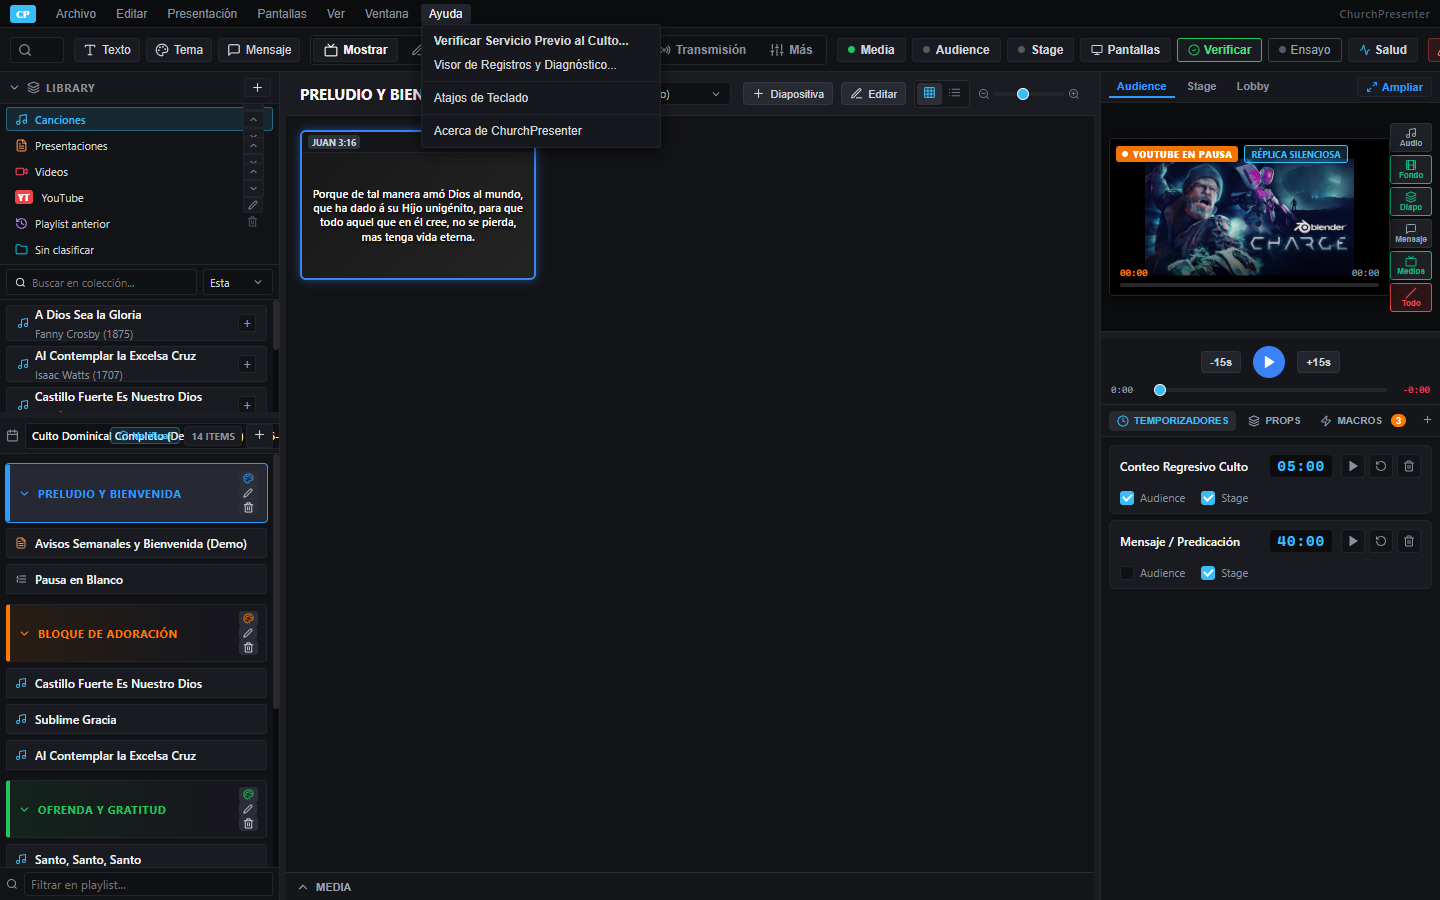 CP Archivo Editar Presentación Pantallas Ver Ventana Ayuda ChurchPresenter
Verificar Servicio Previo al Culto...
Visor de Registros y Diagnóstico...
Atajos de Teclado
Acerca de ChurchPresenter
Texto Tema Mensaje Mostrar Transmisión Más Media Audience Stage Pantallas Verificar Ensayo Salud
LIBRARY
Canciones
Presentaciones
Videos
YT YouTube
Playlist anterior
Sin clasificar
Buscar en colección... Esta
A Dios Sea la Gloria
Fanny Crosby (1875)
Al Contemplar la Excelsa Cruz
Isaac Watts (1707)
Castillo Fuerte Es Nuestro Dios
Culto Dominical Completo (De 14 ITEMS
PRELUDIO Y BIENVENIDA
Avisos Semanales y Bienvenida (Demo)
Pausa en Blanco
BLOQUE DE ADORACIÓN
Castillo Fuerte Es Nuestro Dios
Sublime Gracia
Al Contemplar la Excelsa Cruz
OFRENDA Y GRATITUD
Santo, Santo, Santo
Filtrar en playlist...
PRELUDIO Y BIEN o) Diapositiva Editar
JUAN 3:16
Porque de tal manera amó Dios al mundo,
que ha dado á su Hijo unigénito, para que
todo aquel que en él cree, no se pierda,
mas tenga vida eterna.
MEDIA
Audience Stage Lobby Ampliar
YOUTUBE EN PAUSA RÉPLICA SILENCIOSA
blender
CHARGE
00:00 00:00
Audio
Fondo
Diapo
Mensaje
Medios
Todo
-15s +15s
0:00 -0:00
TEMPORIZADORES PROPS MACROS 3
Conteo Regresivo Culto 05:00
Audience Stage
Mensaje / Predicación 40:00
Audience Stage